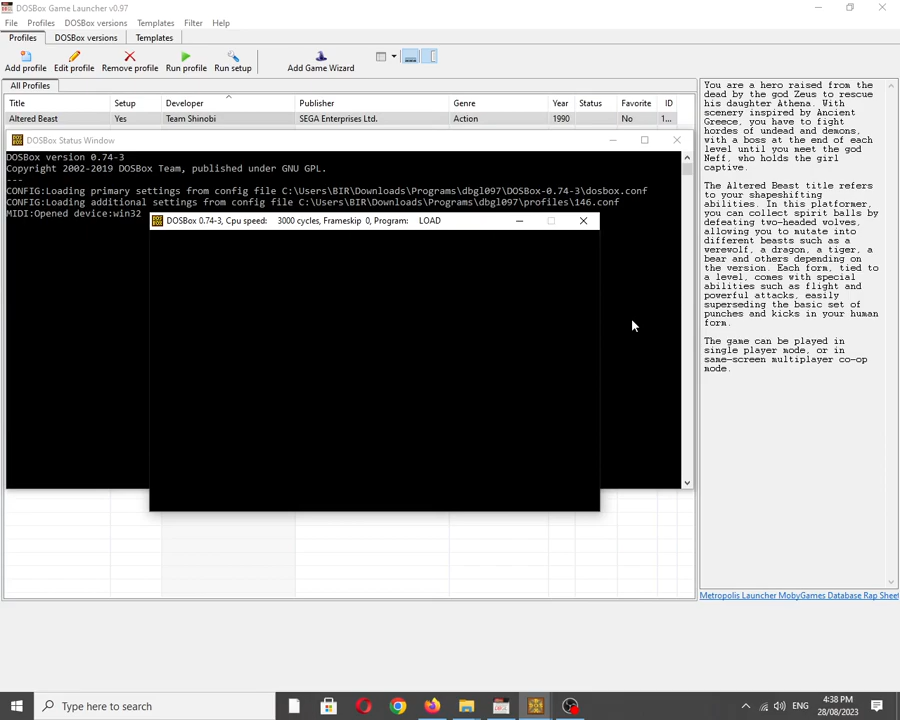 DOSBox Game Launcher v0.97
File Profiles DOSBox versions Templates Filter Help
Profiles DOSBox versions Templates
Add profile Edit profile Remove profile Run profile Run setup Add Game Wizard
All Profiles
Title Setup Developer Publisher Genre Year Status Favorite ID
Altered Beast Yes Team Shinobi SEGA Enterprises Ltd. Action 1990 No 1...
DOSBox Status Window
DOSBox version 0.74-3
Copyright 2002-2019 DOSBox Team, published under GNU GPL.
---
CONFIG:Loading primary settings from config file C:\Users\BIR\Downloads\Programs\dbgl097\DOSBox-0.74-3\dosbox.conf
CONFIG:Loading additional settings from config file C:\Users\BIR\Downloads\Programs\dbgl097\profiles\146.conf
MIDI:Opened device:win32
DOSBox 0.74-3, Cpu speed: 3000 cycles, Frameskip 0, Program: LOAD
You are a hero raised from the
dead by the god Zeus to rescue
his daughter Athena. With
scenery inspired by Ancient
Greece, you have to fight
hordes of undead and demons,
with a boss at the end of each
level until you meet the god
Neff, who holds the girl
captive.
The Altered Beast title refers
to your shapeshifting
abilities. In this platformer,
you can collect spirit balls by
defeating two-headed wolves,
allowing you to mutate into
different beasts such as a
werewolf, a dragon, a tiger, a
bear and others depending on
the version. Each form, tied to
a level, comes with special
abilities such as flight and
powerful attacks, easily
superseding the basic set of
punches and kicks in your human
form.
The game can be played in
single player mode, or in
same-screen multiplayer co-op
mode.
Metropolis Launcher MobyGames Database Rap Sheet
Type here to search
ENG
4:38 PM
28/08/2023